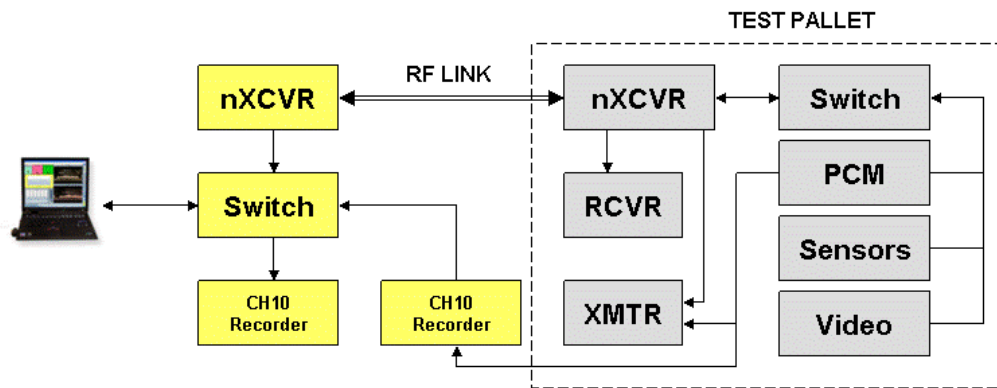 TEST PALLET
RF LINK
nXCVR
nXCVR
Switch
PCM
Switch
RCVR
Sensors
CH10
Recorder
CH10
Recorder
XMTR
Video